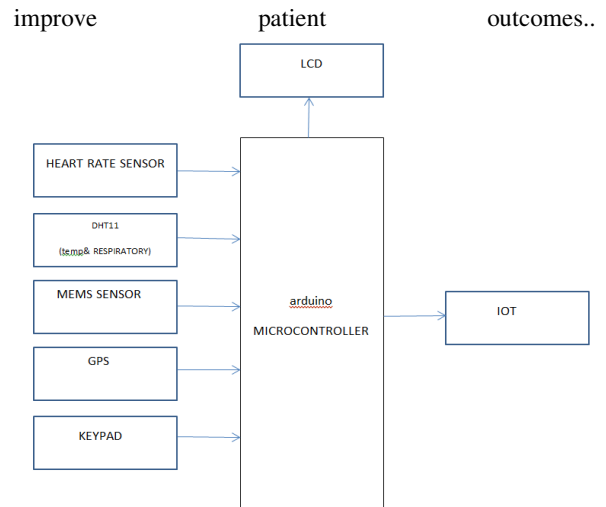 improve patient outcomes..
LCD
HEART RATE SENSOR
DHT11
(temp& RESPIRATORY)
MEMS SENSOR
GPS
KEYPAD
arduino
MICROCONTROLLER
IOT